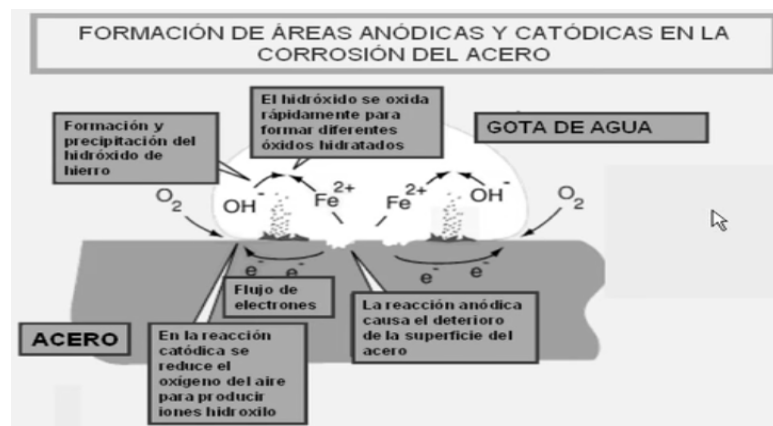 FORMACIÓN DE ÁREAS ANÓDICAS Y CATÓDICAS EN LA
CORROSIÓN DEL ACERO
El hidróxido se oxida
rápidamente para
formar diferentes
óxidos hidratados
Formación y
precipitación del
hidróxido de
hierro
GOTA DE AGUA
O₂
OH⁻
Fe²⁺
Fe²⁺
OH⁻
O₂
e⁻ e⁻
e⁻ e⁻
Flujo de
electrones
La reacción anódica
causa el deterioro
de la superficie del
acero
ACERO
En la reacción
catódica se
reduce el
oxígeno del aire
para producir
iones hidroxilo